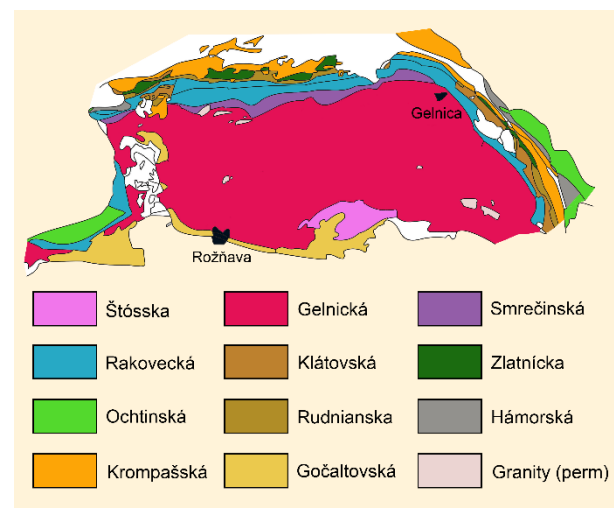 Gelnica
Rožňava
Štósska
Gelnická
Smrečinská
Rakovecká
Klátovská
Zlatnícka
Ochtinská
Rudnianska
Hámorská
Krompašská
Gočaltovská
Granity (perm)